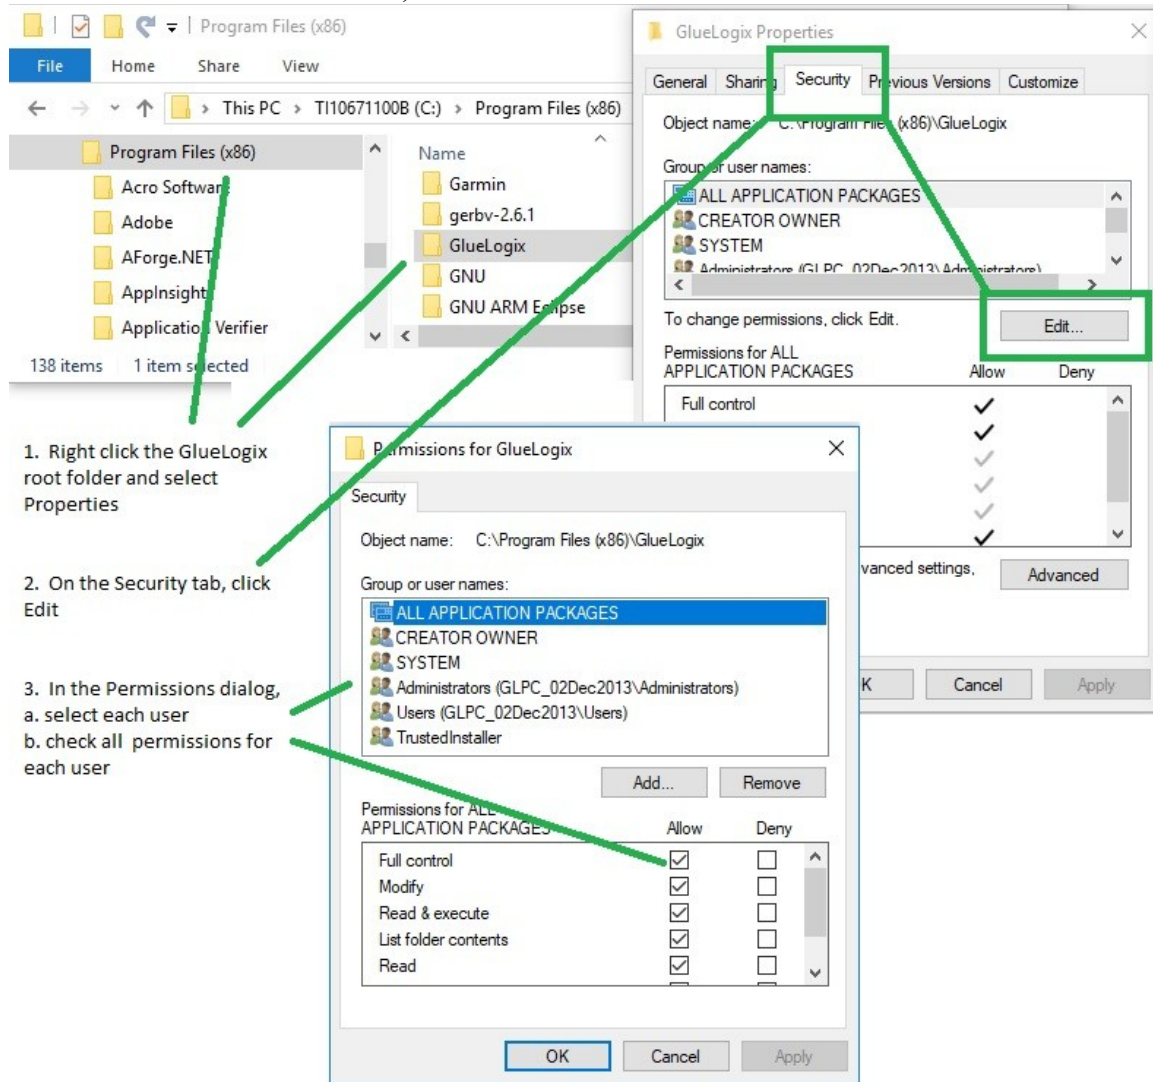 Program Files (x86)
File Home Share View
This PC > TI10671100B (C:) > Program Files (x86)
Program Files (x86)
Acro Software
Adobe
AForge.NET
AppInsights
Application Verifier
Name
Garmin
gerbv-2.6.1
GlueLogix
GNU
GNU ARM Eclipse
138 items 1 item selected
GlueLogix Properties
General Sharing Security Previous Versions Customize
Object name: C:\Program Files (x86)\GlueLogix
Group or user names:
ALL APPLICATION PACKAGES
CREATOR OWNER
SYSTEM
Administrators (GLPC_02Dec2013\Administrators)
To change permissions, click Edit.
Edit...
Permissions for ALL
APPLICATION PACKAGES Allow Deny
Full control
vanced settings,
Advanced
K Cancel Apply
1. Right click the GlueLogix
root folder and select
Properties
2. On the Security tab, click
Edit
3. In the Permissions dialog,
a. select each user
b. check all permissions for
each user
Permissions for GlueLogix
Security
Object name: C:\Program Files (x86)\GlueLogix
Group or user names:
ALL APPLICATION PACKAGES
CREATOR OWNER
SYSTEM
Administrators (GLPC_02Dec2013\Administrators)
Users (GLPC_02Dec2013\Users)
TrustedInstaller
Add... Remove
Permissions for ALL
APPLICATION PACKAGES Allow Deny
Full control
Modify
Read & execute
List folder contents
Read
OK Cancel Apply